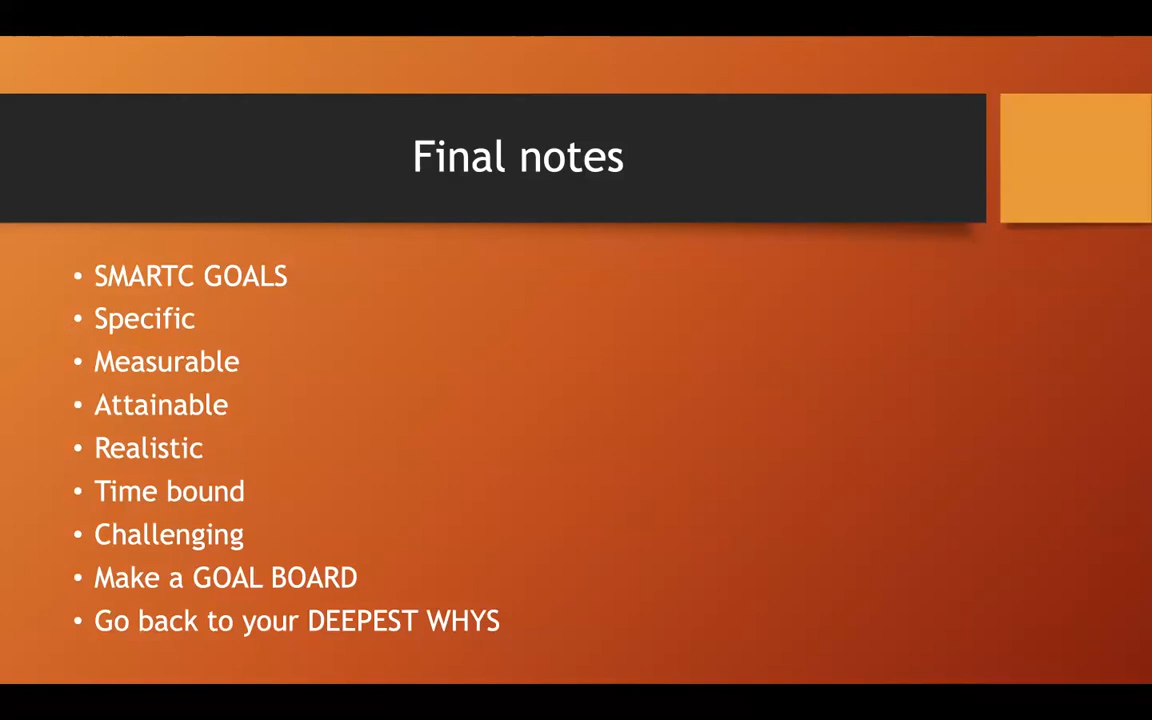 Final notes
• SMARTC GOALS
• Specific
• Measurable
• Attainable
• Realistic
• Time bound
• Challenging
• Make a GOAL BOARD
• Go back to your DEEPEST WHYS